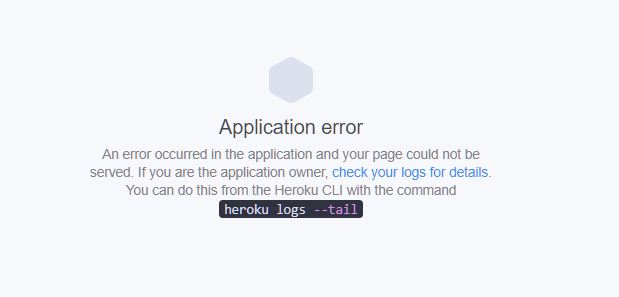 Application error
An error occurred in the application and your page could not be
served. If you are the application owner, check your logs for details.
You can do this from the Heroku CLI with the command
heroku logs --tail